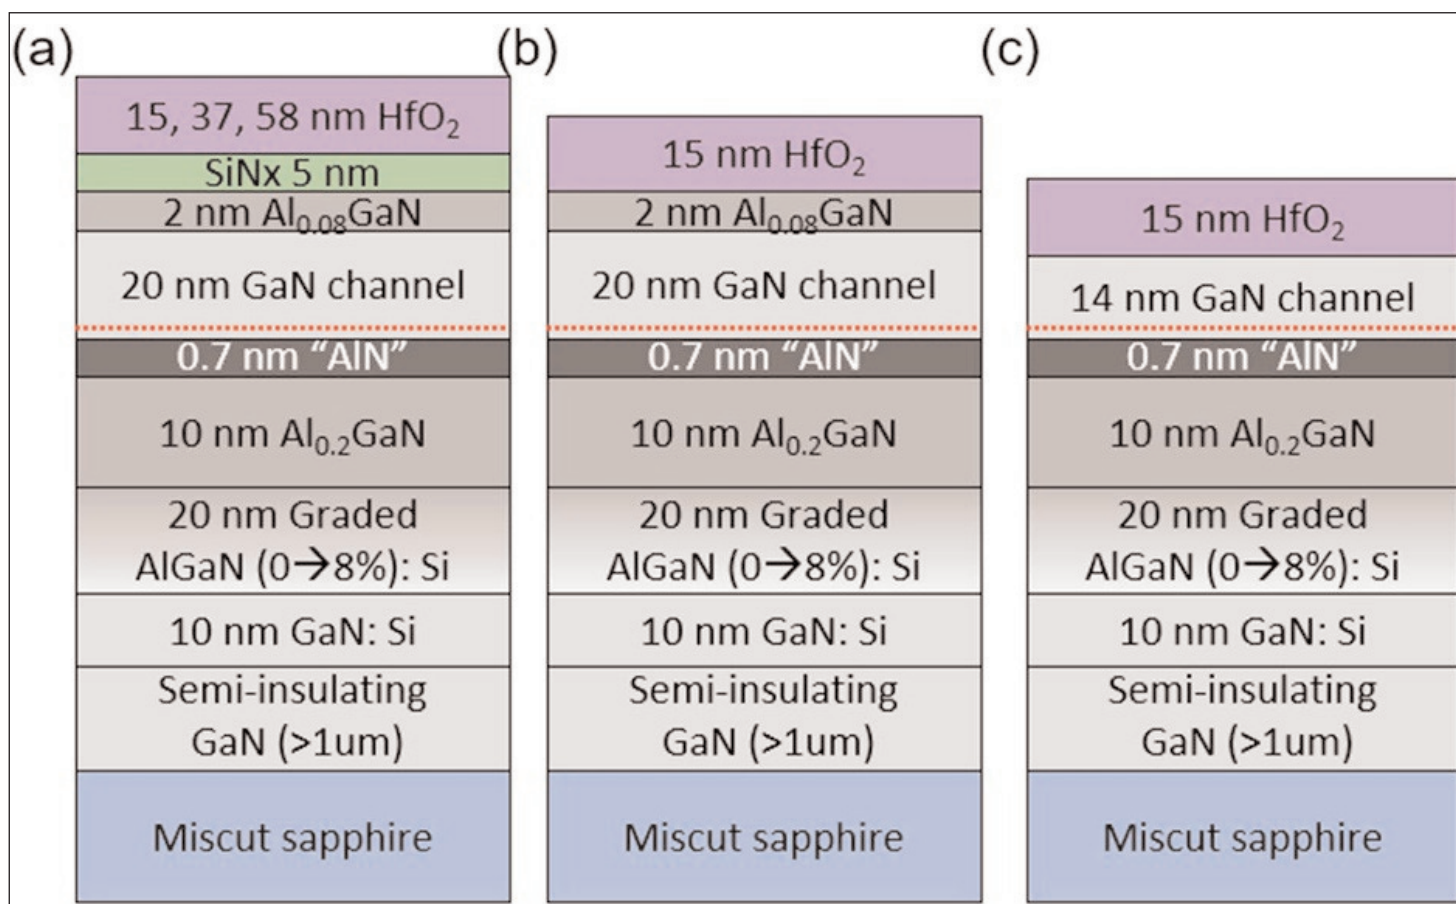 (a)
15, 37, 58 nm HfO₂
SiNx 5 nm
2 nm Al₀.₀₈GaN
20 nm GaN channel
0.7 nm “AlN”
10 nm Al₀.₂GaN
20 nm Graded
AlGaN (0→8%): Si
10 nm GaN: Si
Semi-insulating
GaN (>1um)
Miscut sapphire
(b)
15 nm HfO₂
2 nm Al₀.₀₈GaN
20 nm GaN channel
0.7 nm “AlN”
10 nm Al₀.₂GaN
20 nm Graded
AlGaN (0→8%): Si
10 nm GaN: Si
Semi-insulating
GaN (>1um)
Miscut sapphire
(c)
15 nm HfO₂
14 nm GaN channel
0.7 nm “AlN”
10 nm Al₀.₂GaN
20 nm Graded
AlGaN (0→8%): Si
10 nm GaN: Si
Semi-insulating
GaN (>1um)
Miscut sapphire